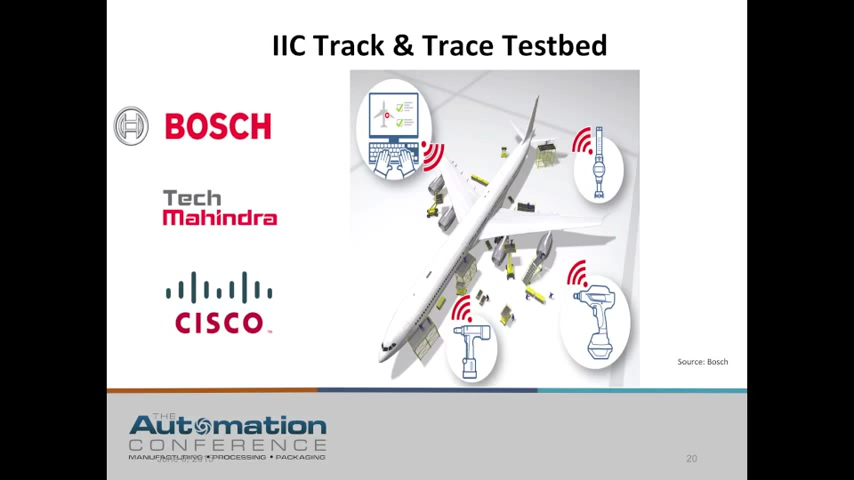 IIC Track & Trace Testbed
BOSCH
Tech
Mahindra
CISCO
Source: Bosch
THE
Automation
CONFERENCE
MANUFACTURING • PROCESSING • PACKAGING
20